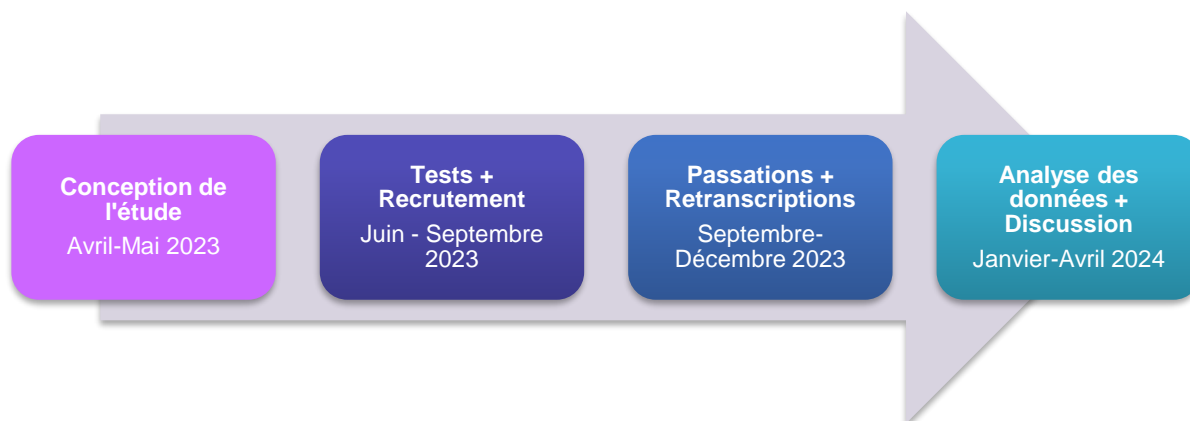 Conception de
l'étude
Avril-Mai 2023
Tests +
Recrutement
Juin - Septembre
2023
Passations +
Retranscriptions
Septembre-
Décembre 2023
Analyse des
données +
Discussion
Janvier-Avril 2024